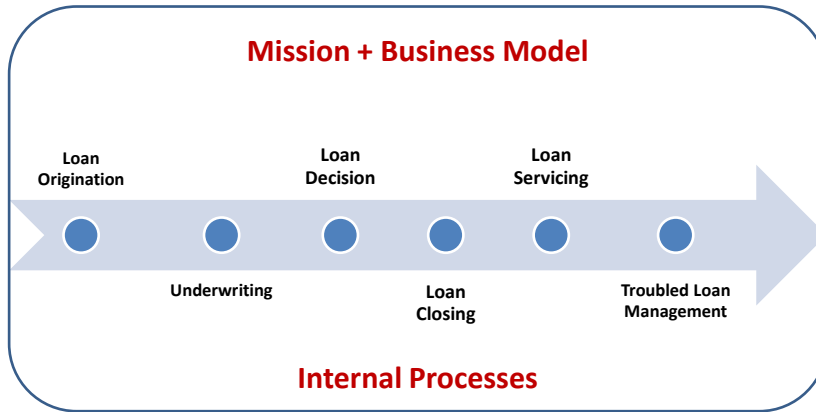 Mission + Business Model
Loan
Origination
Underwriting
Loan
Decision
Loan
Closing
Loan
Servicing
Troubled Loan
Management
Internal Processes